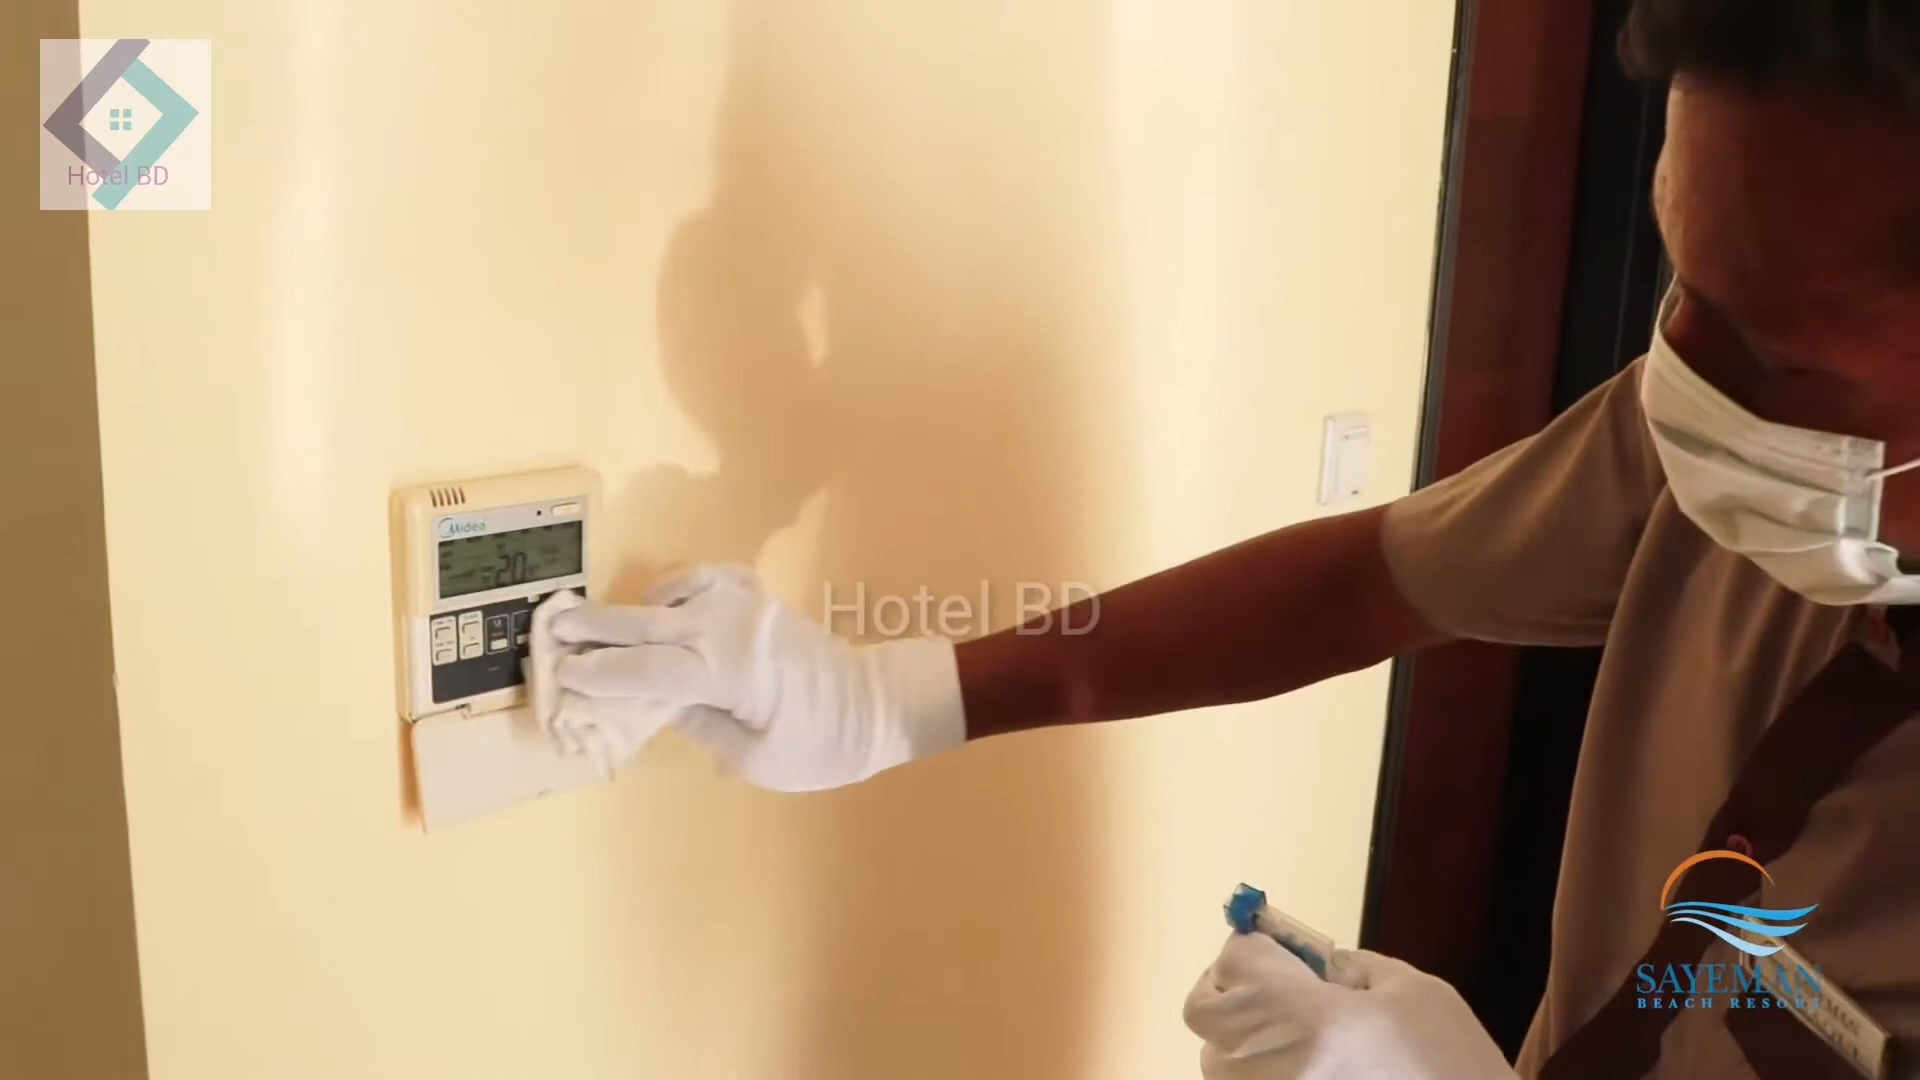 Hotel BD
Midea
20
Hotel BD
SAYEMAN
BEACH RESORT